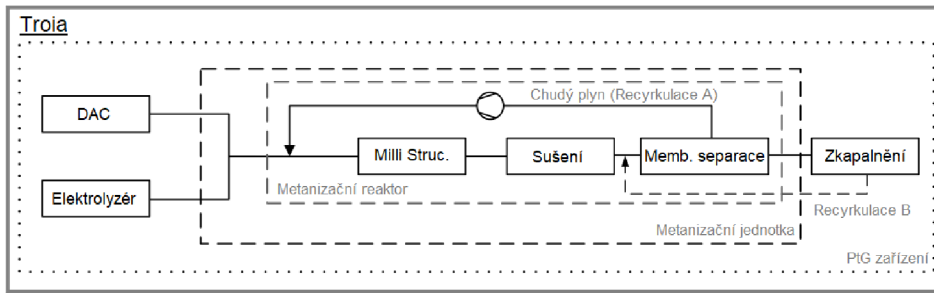 Troia
DAC
Chudý plyn (Recyrkulace A)
Milli Struc.
Sušení
Memb. separace
Zkapalnění
Elektrolyzér
Metanizační reaktor
Recyrkulace B
Metanizační jednotka
PtG zařízení